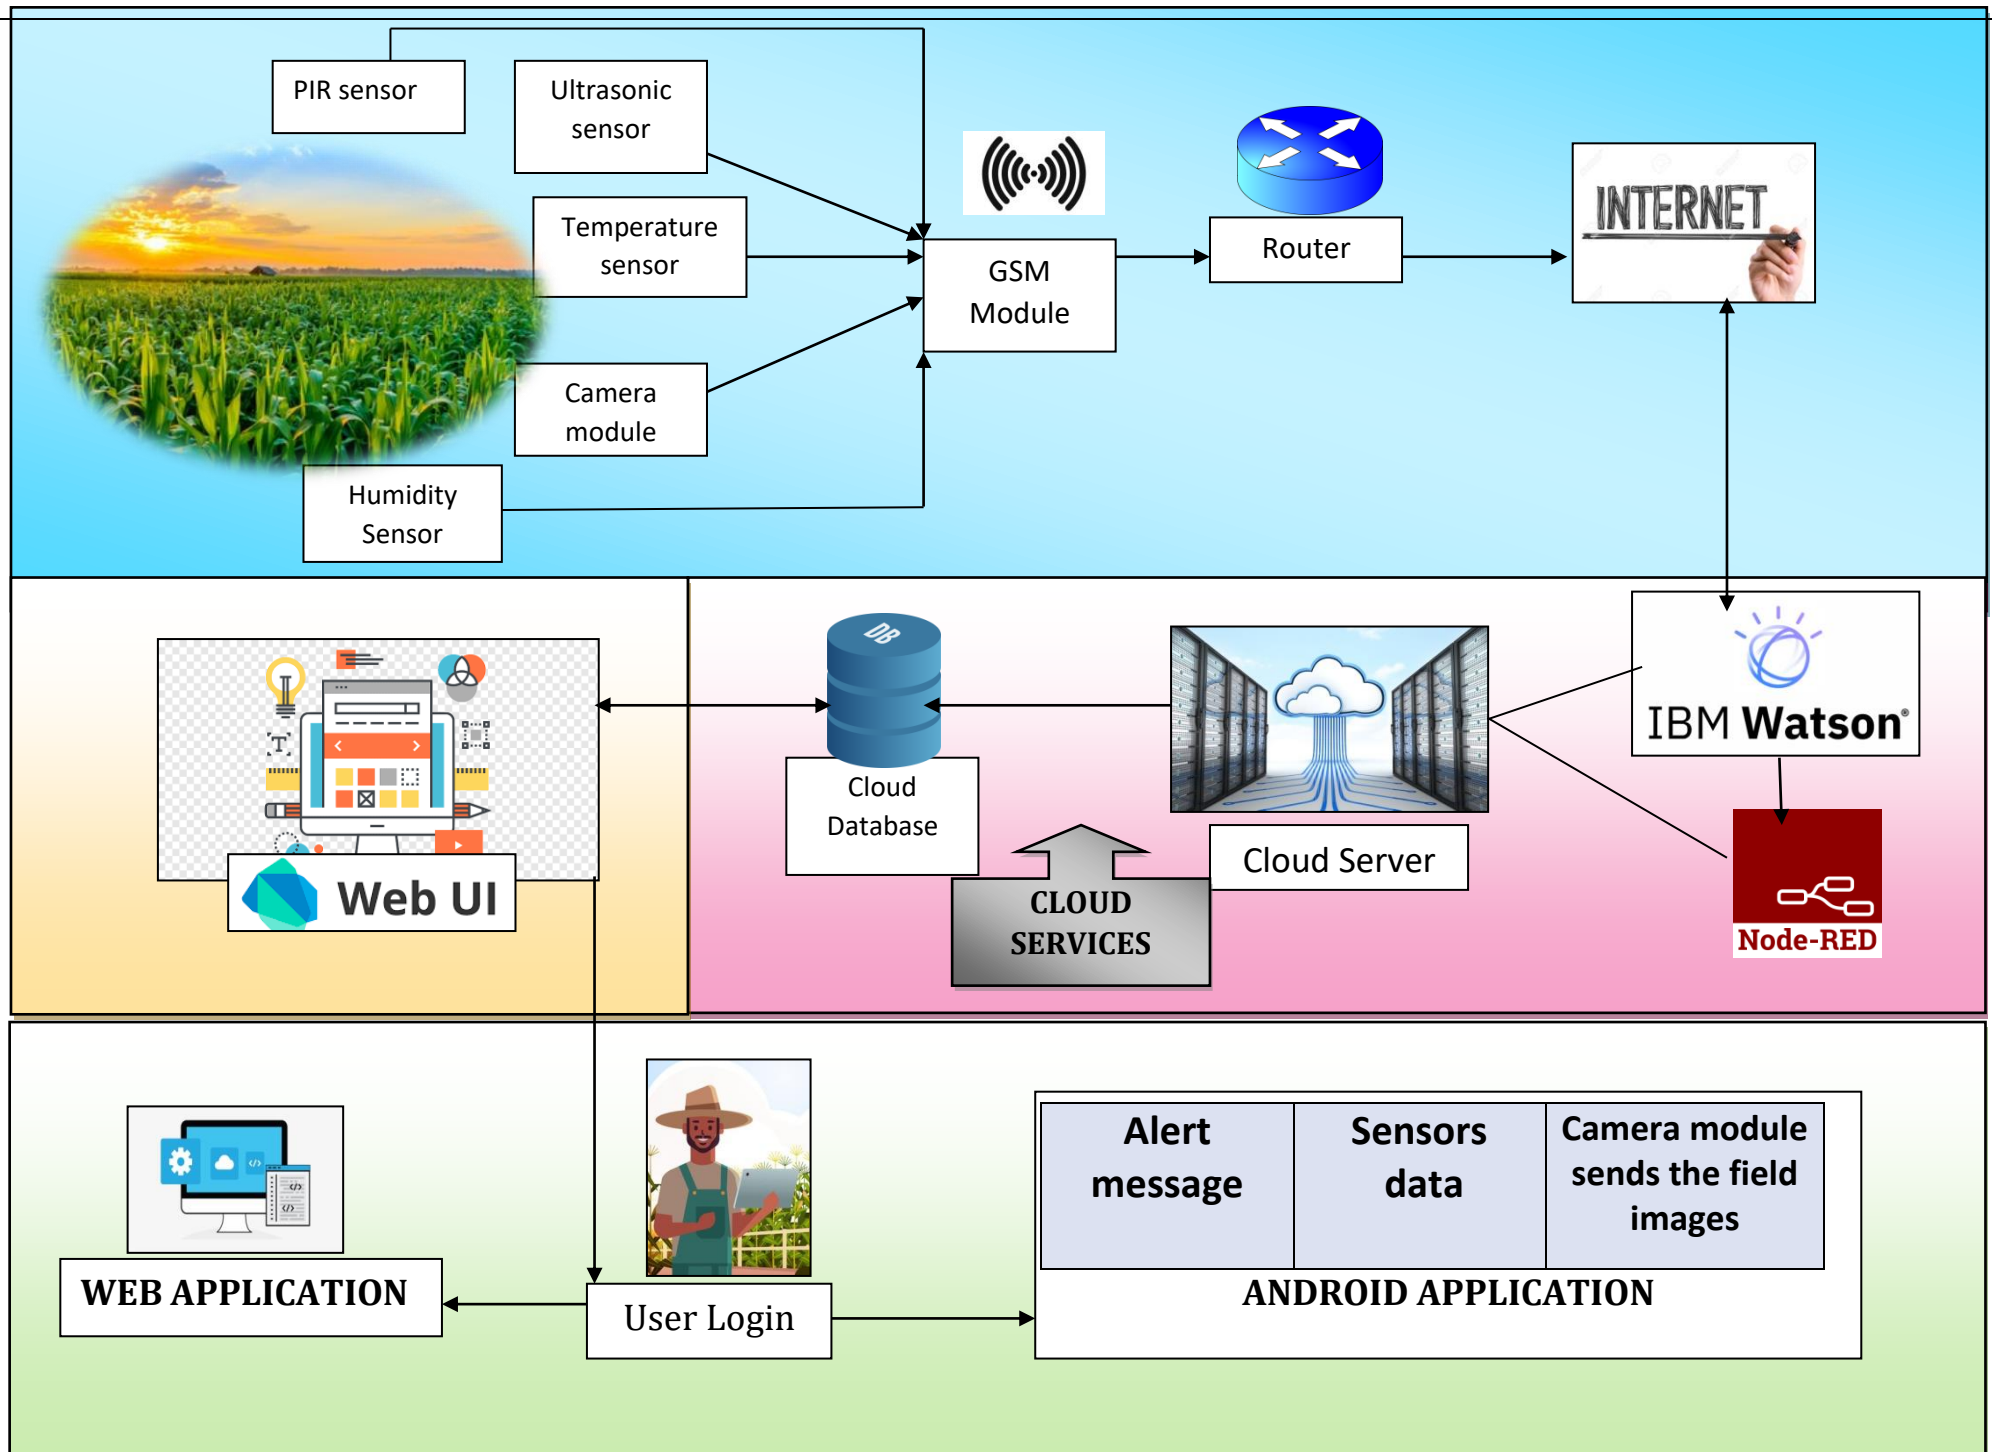 PIR sensor
Ultrasonic
sensor
Temperature
sensor
Camera
module
Humidity
Sensor
GSM
Module
Router
INTERNET
DB
Cloud
Database
CLOUD
SERVICES
Cloud Server
IBM Watson®
Node-RED
T
Web UI
WEB APPLICATION
User Login
Alert
message
Sensors
data
Camera module
sends the field
images
ANDROID APPLICATION